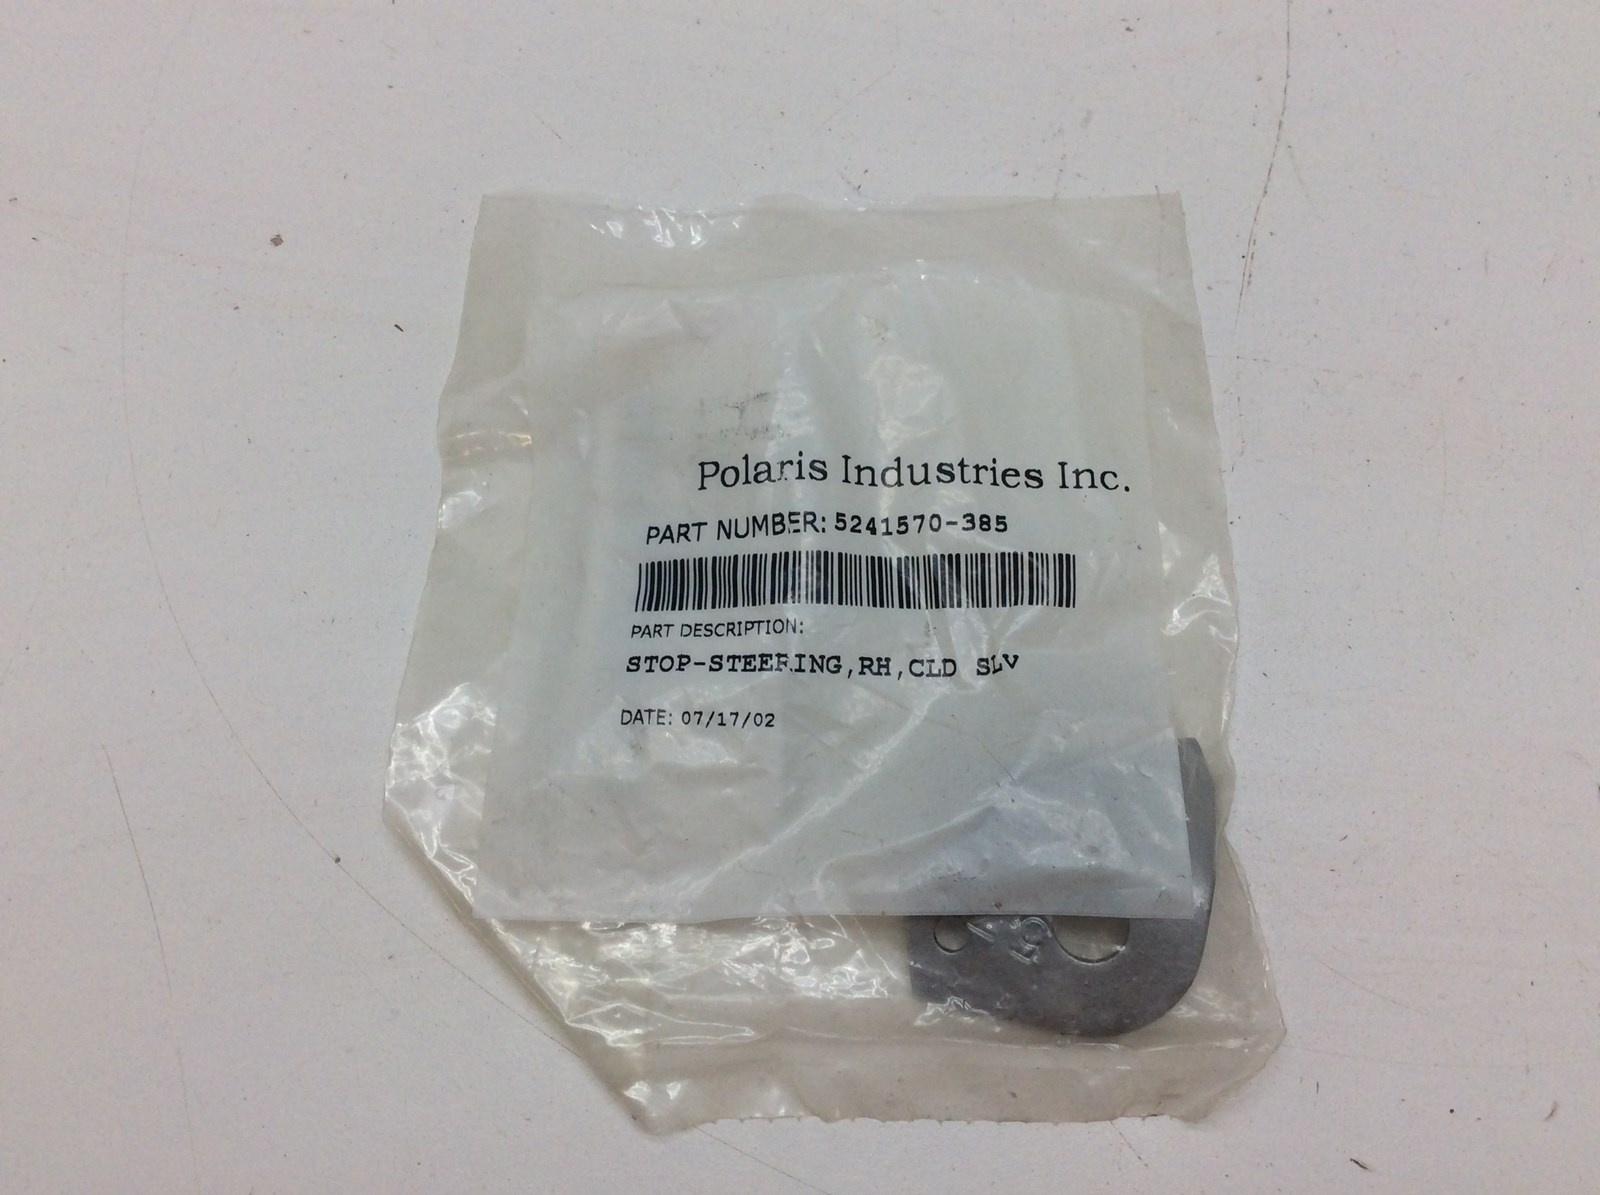 Polaris Industries Inc.
PART NUMBER: 5241570-385
PART DESCRIPTION:
STOP-STEERING,RH,CLD SLV
DATE: 07/17/02